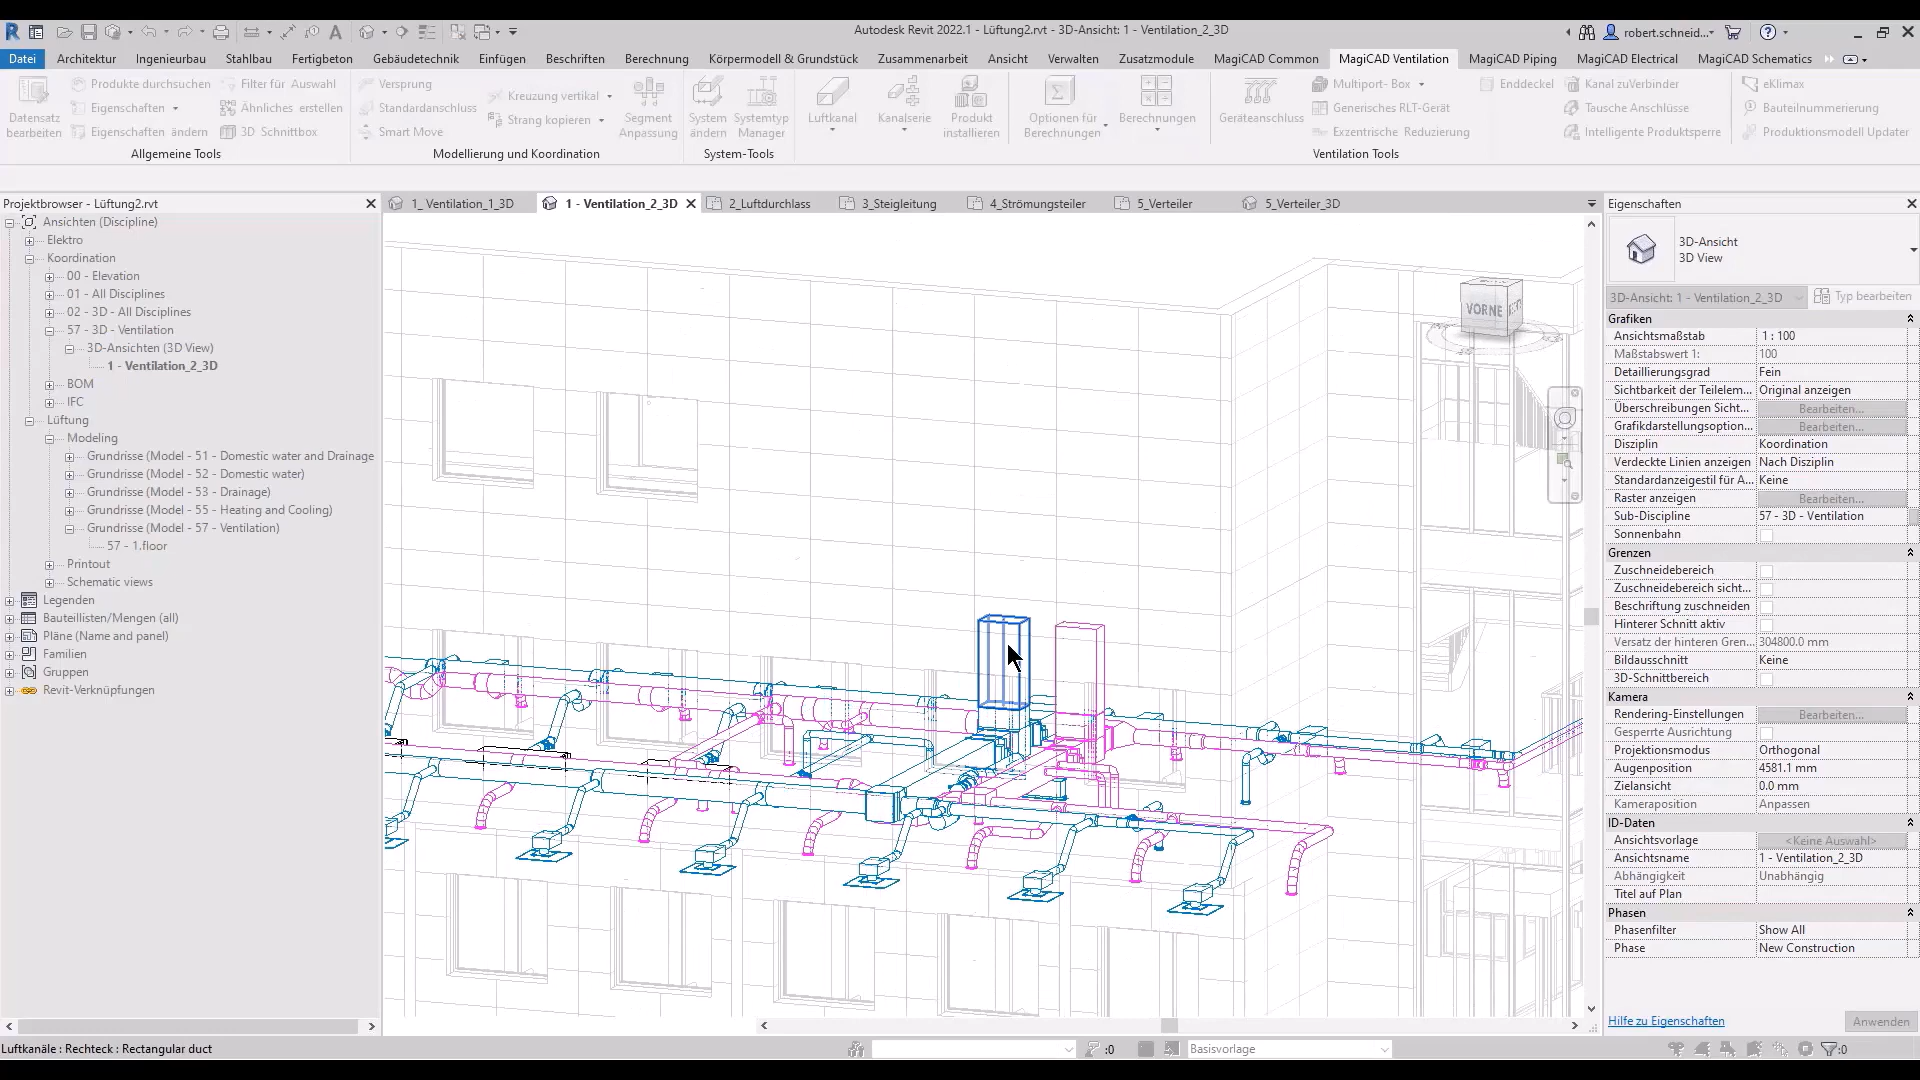 Autodesk Revit 2022.1 - Lüftung2.rvt - 3D-Ansicht: 1 - Ventilation_2_3D
robert.schneid...
Datei Architektur Ingenieurbau Stahlbau Fertigbeton Gebäudetechnik Einfügen Beschriften Berechnung Körpermodell & Grundstück Zusammenarbeit Ansicht Verwalten Zusatzmodule MagiCAD Common MagiCAD Ventilation MagiCAD Piping MagiCAD Electrical MagiCAD Schematics
Datensatz bearbeiten
Produkte durchsuchen
Eigenschaften
Eigenschaften ändern
Filter für Auswahl
Ähnliches erstellen
3D Schnittbox
Allgemeine Tools
Versprung
Standardanschluss
Smart Move
Kreuzung vertikal
Strang kopieren
Segment Anpassung
Modellierung und Koordination
System ändern
Systemtyp Manager
System-Tools
Luftkanal
Kanalserie
Produkt installieren
Optionen für Berechnungen
Berechnungen
Geräteanschluss
Multiport- Box
Generisches RLT-Gerät
Exzentrische Reduzierung
Enddeckel
Kanal zuVerbinder
Tausche Anschlüsse
Intelligente Produktsperre
Ventilation Tools
eKlimax
Bauteilnummerierung
Produktionsmodell Updater
Projektbrowser - Lüftung2.rvt
Ansichten (Discipline)
Elektro
Koordination
00 - Elevation
01 - All Disciplines
02 - 3D - All Disciplines
57 - 3D - Ventilation
3D-Ansichten (3D View)
1 - Ventilation_2_3D
BOM
IFC
Lüftung
Modeling
Grundrisse (Model - 51 - Domestic water and Drainage
Grundrisse (Model - 52 - Domestic water)
Grundrisse (Model - 53 - Drainage)
Grundrisse (Model - 55 - Heating and Cooling)
Grundrisse (Model - 57 - Ventilation)
57 - 1.floor
Printout
Schematic views
Legenden
Bauteillisten/Mengen (all)
Pläne (Name and panel)
Familien
Gruppen
Revit-Verknüpfungen
1_ Ventilation_1_3D
1 - Ventilation_2_3D
2_Luftdurchlass
3_Steigleitung
4_Strömungsteiler
5_Verteiler
5_Verteiler_3D
VORNE
Eigenschaften
3D-Ansicht
3D View
3D-Ansicht: 1 - Ventilation_2_3D Typ bearbeiten
Grafiken
Ansichtsmaßstab 1 : 100
Maßstabswert 1: 100
Detaillierungsgrad Fein
Sichtbarkeit der Teilelem... Original anzeigen
Überschreibungen Sicht... Bearbeiten...
Grafikdarstellungsoption... Bearbeiten...
Disziplin Koordination
Verdeckte Linien anzeigen Nach Disziplin
Standardanzeigestil für A... Keine
Raster anzeigen Bearbeiten...
Sub-Discipline 57 - 3D - Ventilation
Sonnenbahn
Grenzen
Zuschneidebereich
Zuschneidebereich sicht...
Beschriftung zuschneiden
Hinterer Schnitt aktiv
Versatz der hinteren Gren... 304800.0 mm
Bildausschnitt Keine
3D-Schnittbereich
Kamera
Rendering-Einstellungen Bearbeiten...
Gesperrte Ausrichtung
Projektionsmodus Orthogonal
Augenposition 4581.1 mm
Zielansicht 0.0 mm
Kameraposition Anpassen
ID-Daten
Ansichtsvorlage <Keine Auswahl>
Ansichtsname 1 - Ventilation_2_3D
Abhängigkeit Unabhängig
Titel auf Plan
Phasen
Phasenfilter Show All
Phase New Construction
Hilfe zu Eigenschaften Anwenden
Luftkanäle : Rechteck : Rectangular duct
:0
Basisvorlage
:0